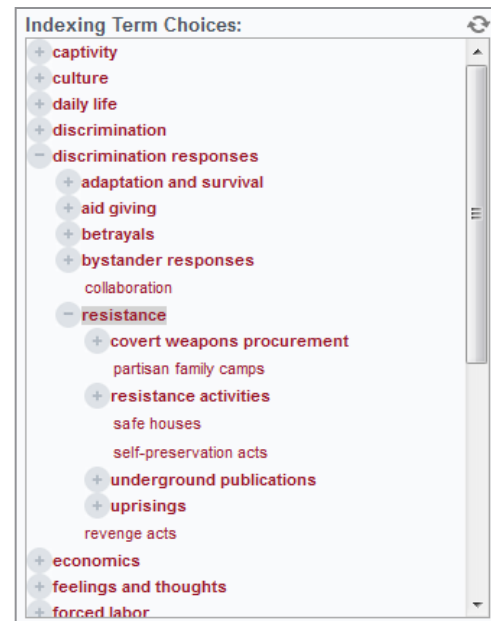 Indexing Term Choices:
captivity
culture
daily life
discrimination
discrimination responses
adaptation and survival
aid giving
betrayals
bystander responses
collaboration
resistance
covert weapons procurement
partisan family camps
resistance activities
safe houses
self-preservation acts
underground publications
uprisings
revenge acts
economics
feelings and thoughts
forced labor